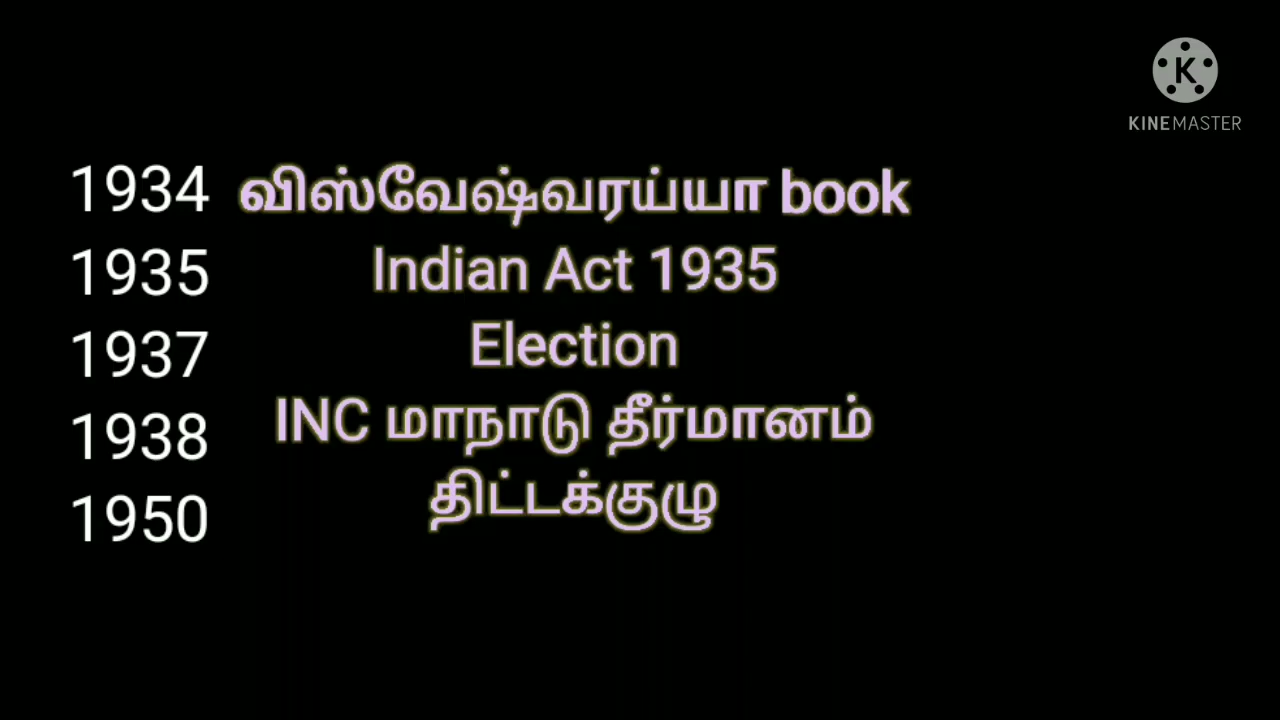 KINEMASTER
1934 விஸ்வேஷ்வரய்யா book
1935 Indian Act 1935
1937 Election
1938 INC மாநாடு தீர்மானம்
1950 திட்டக்குழு